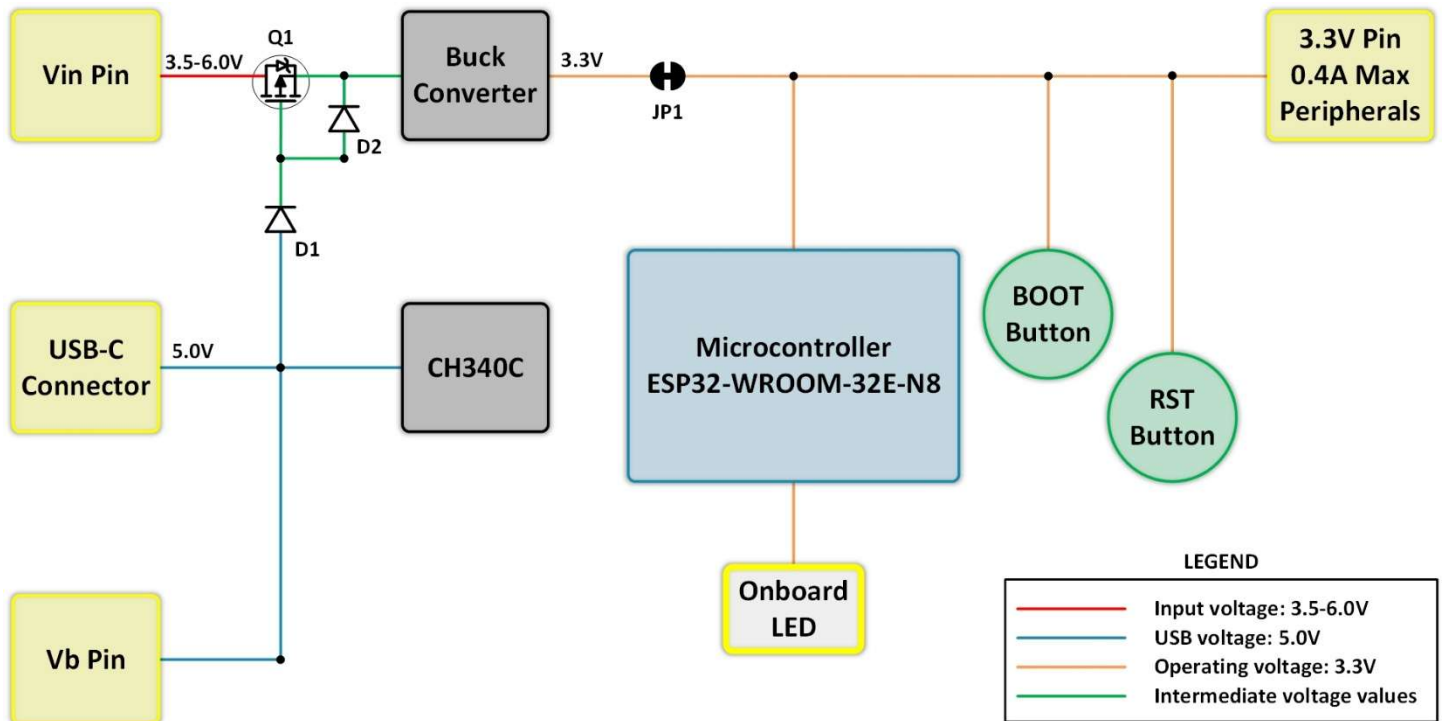 Vin Pin
3.5-6.0V
Q1
Buck
Converter
3.3V
JP1
3.3V Pin
0.4A Max
Peripherals
D2
D1
USB-C
Connector
5.0V
CH340C
Microcontroller
ESP32-WROOM-32E-N8
BOOT
Button
RST
Button
Onboard
LED
Vb Pin
LEGEND
Input voltage: 3.5-6.0V
USB voltage: 5.0V
Operating voltage: 3.3V
Intermediate voltage values